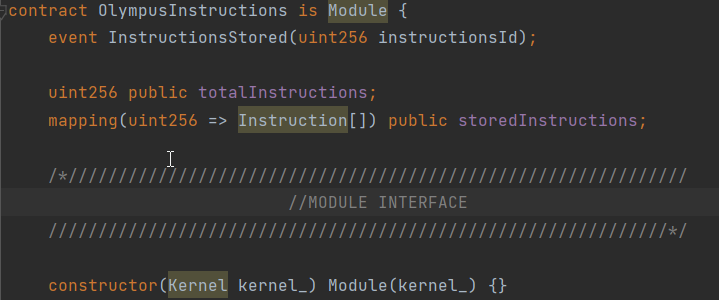 contract OlympusInstructions is Module {
event InstructionsStored(uint256 instructionsId);
uint256 public totalInstructions;
mapping(uint256 => Instruction[]) public storedInstructions;
/*//////////////////////////////////////////////////////////////
//MODULE INTERFACE
//////////////////////////////////////////////////////////////*/
constructor(Kernel kernel_) Module(kernel_) {}